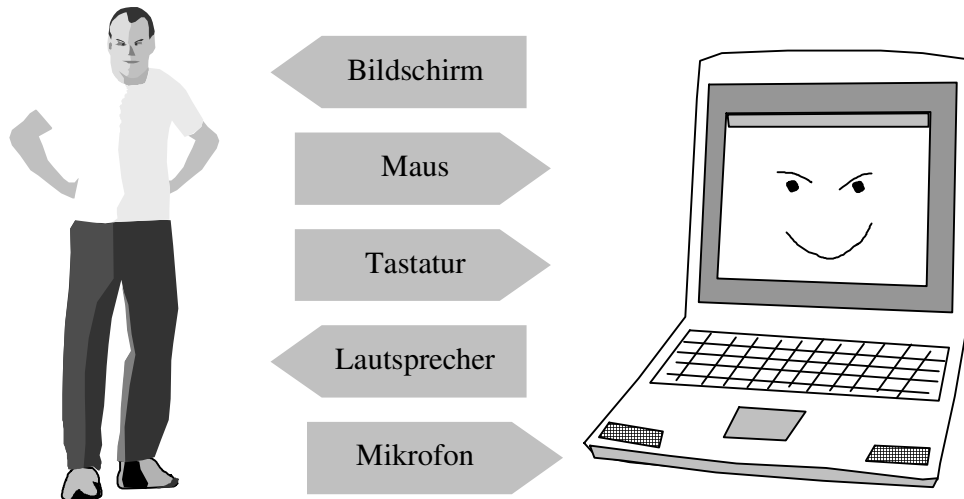 Bildschirm
Maus
Tastatur
Lautsprecher
Mikrofon